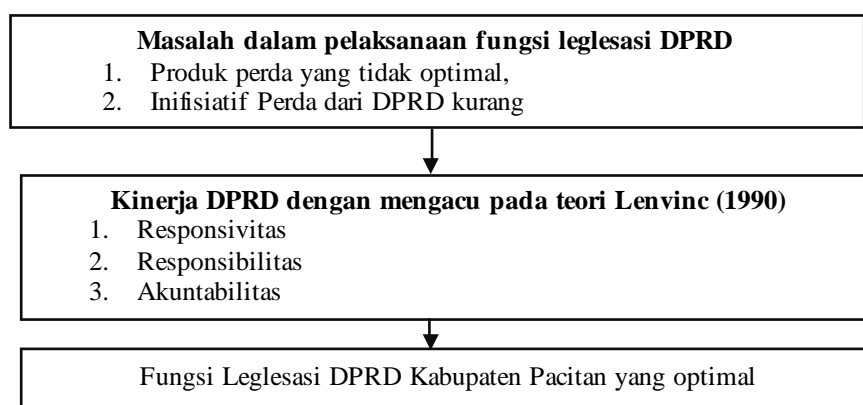 Masalah dalam pelaksanaan fungsi leglesasi DPRD
1. Produk perda yang tidak optimal,
2. Inifisiatif Perda dari DPRD kurang
Kinerja DPRD dengan mengacu pada teori Lenvinc (1990)
1. Responsivitas
2. Responsibilitas
3. Akuntabilitas
Fungsi Leglesasi DPRD Kabupaten Pacitan yang optimal